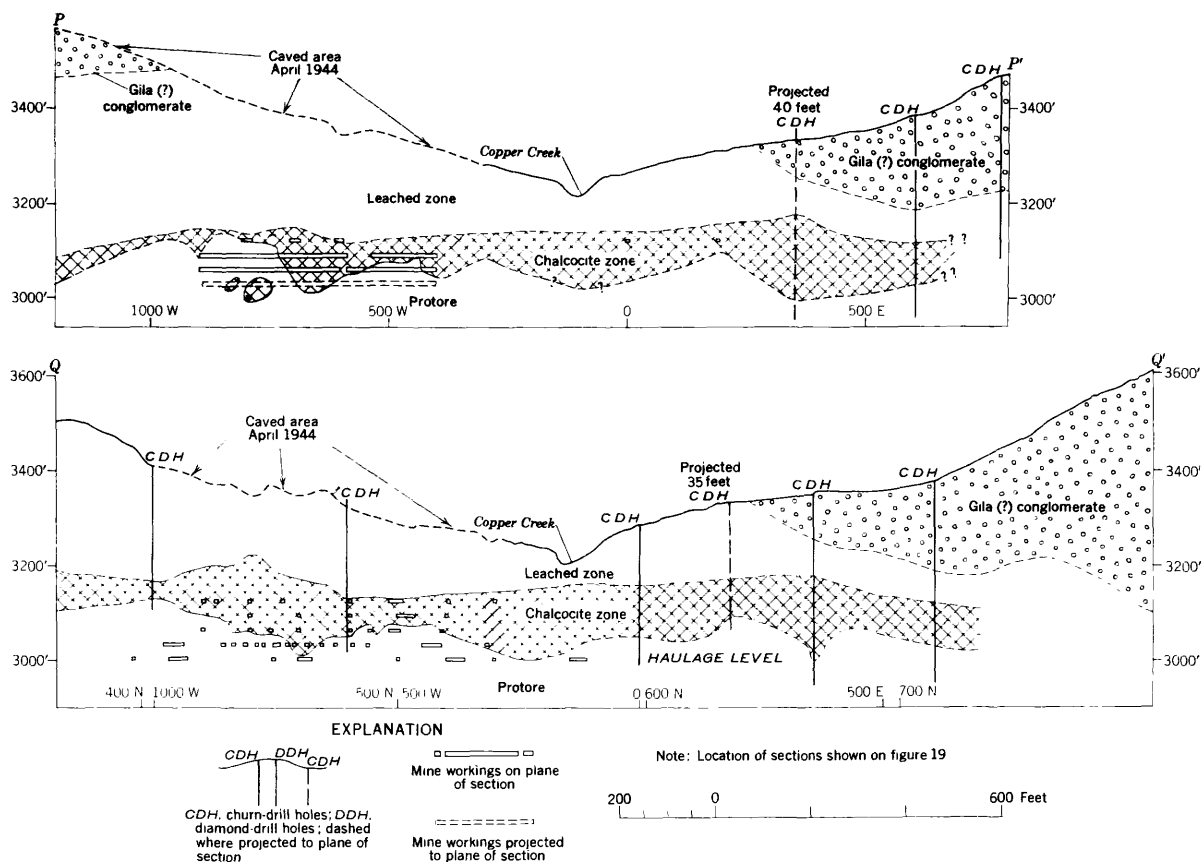 P
Caved area
April 1944
Gila (?)
conglomerate
3400'
3200'
3000'
Copper Creek
Leached zone
Chalcocite zone
Protore
Projected
40 feet
CDH
CDH
CDH
P'
Gila (?) conglomerate
3400'
3200'
3000'
? ?
? ?
?
1000 W
500 W
0
500 E
Q
3600'
3400'
3200'
3000'
CDH
Caved area
April 1944
CDH
Copper Creek
CDH
Projected
35 feet
CDH
CDH
CDH
Q'
3600'
3400'
3200'
3000'
Gila (?) conglomerate
Leached zone
Chalcocite zone
HAULAGE LEVEL
Protore
400 N 1000 W
500 N 500 W
0 600 N
500 E 700 N
EXPLANATION
CDH DDH CDH
CDH, churn-drill holes; DDH,
diamond-drill holes; dashed
where projected to plane of
section
Mine workings on plane
of section
Mine workings projected
to plane of section
Note: Location of sections shown on figure 19
200 0 600 Feet